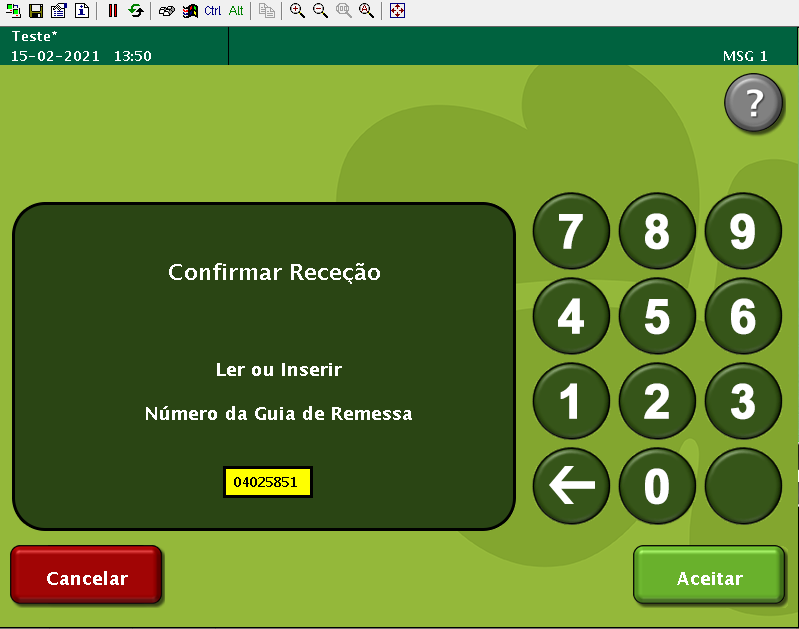 Ctrl Alt
Teste*
15-02-2021 13:50
MSG 1
?
Confirmar Receção
Ler ou Inserir
Número da Guia de Remessa
04025851
7 8 9
4 5 6
1 2 3
0
Cancelar
Aceitar